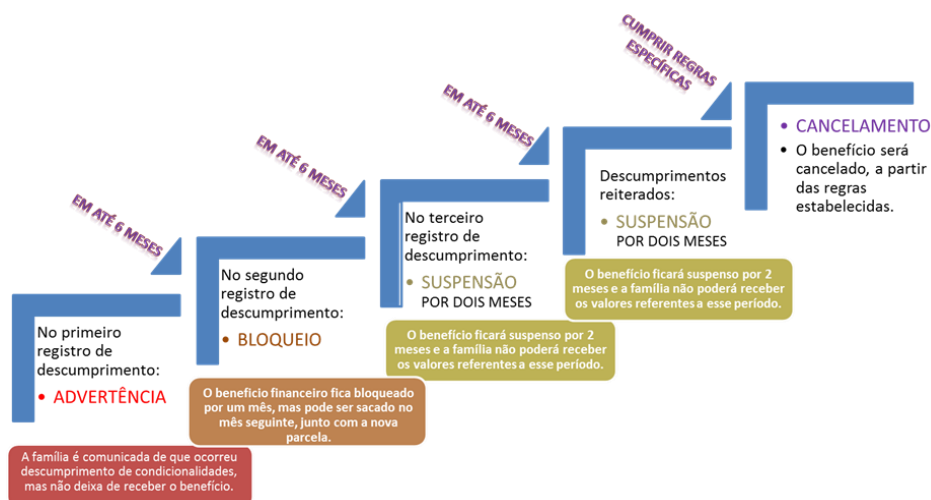 No primeiro
registro de
descumprimento:
• ADVERTÊNCIA
A família é comunicada de que ocorreu
descumprimento de condicionalidades,
mas não deixa de receber o benefício.
EM ATÉ 6 MESES
No segundo
registro de
descumprimento:
• BLOQUEIO
O beneficio financeiro fica bloqueado
por um mês, mas pode ser sacado no
mês seguinte, junto com a nova
parcela.
EM ATÉ 6 MESES
No terceiro
registro de
descumprimento:
• SUSPENSÃO
POR DOIS MESES
O benefício ficará suspenso por 2
meses e a família não poderá receber
os valores referentes a esse período.
EM ATÉ 6 MESES
Descumprimentos
reiterados:
• SUSPENSÃO
POR DOIS MESES
O benefício ficará suspenso por 2
meses e a família não poderá receber
os valores referentes a esse período.
CUMPRIR REGRAS
ESPECÍFICAS
• CANCELAMENTO
• O benefício será
cancelado, a partir
das regras
estabelecidas.